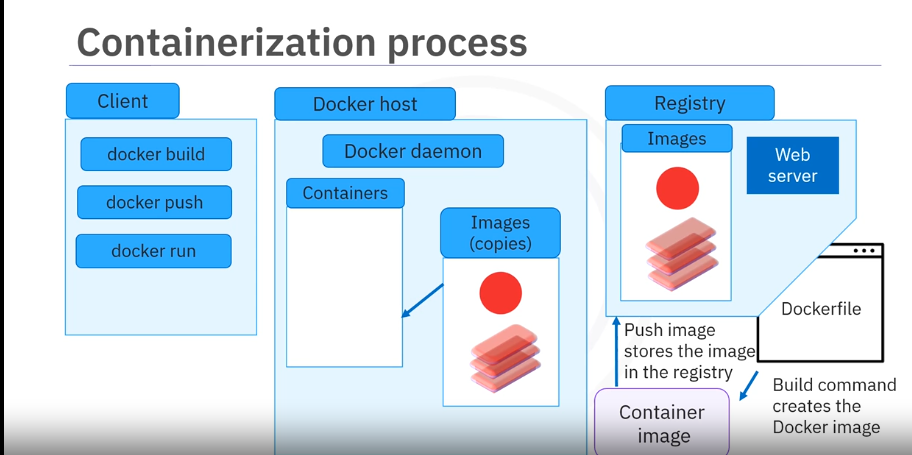 Containerization process
Client
docker build
docker push
docker run
Docker host
Docker daemon
Containers
Images
(copies)
Registry
Images
Web
server
Dockerfile
Push image
stores the image
in the registry
Build command
creates the
Docker image
Container
image